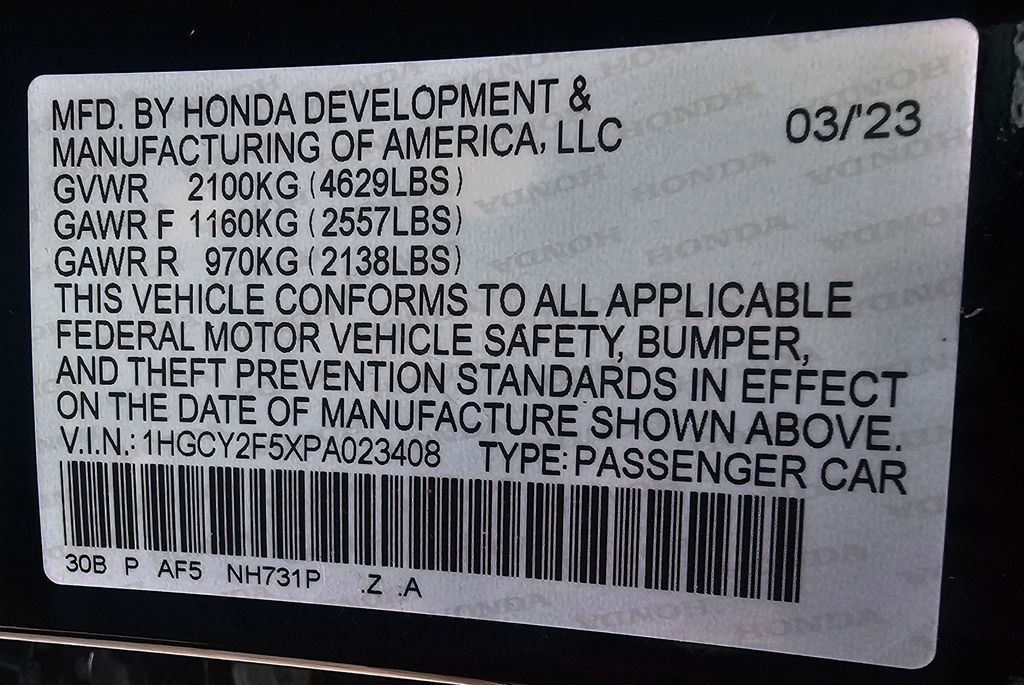 MFD. BY HONDA DEVELOPMENT &
MANUFACTURING OF AMERICA, LLC
03/'23
GVWR 2100KG (4629LBS)
GAWR F 1160KG (2557LBS)
GAWR R 970KG (2138LBS)
THIS VEHICLE CONFORMS TO ALL APPLICABLE
FEDERAL MOTOR VEHICLE SAFETY, BUMPER,
AND THEFT PREVENTION STANDARDS IN EFFECT
ON THE DATE OF MANUFACTURE SHOWN ABOVE.
V.I.N.: 1HGCY2F5XPA023408 TYPE: PASSENGER CAR
30B P AF5 NH731P .Z .A